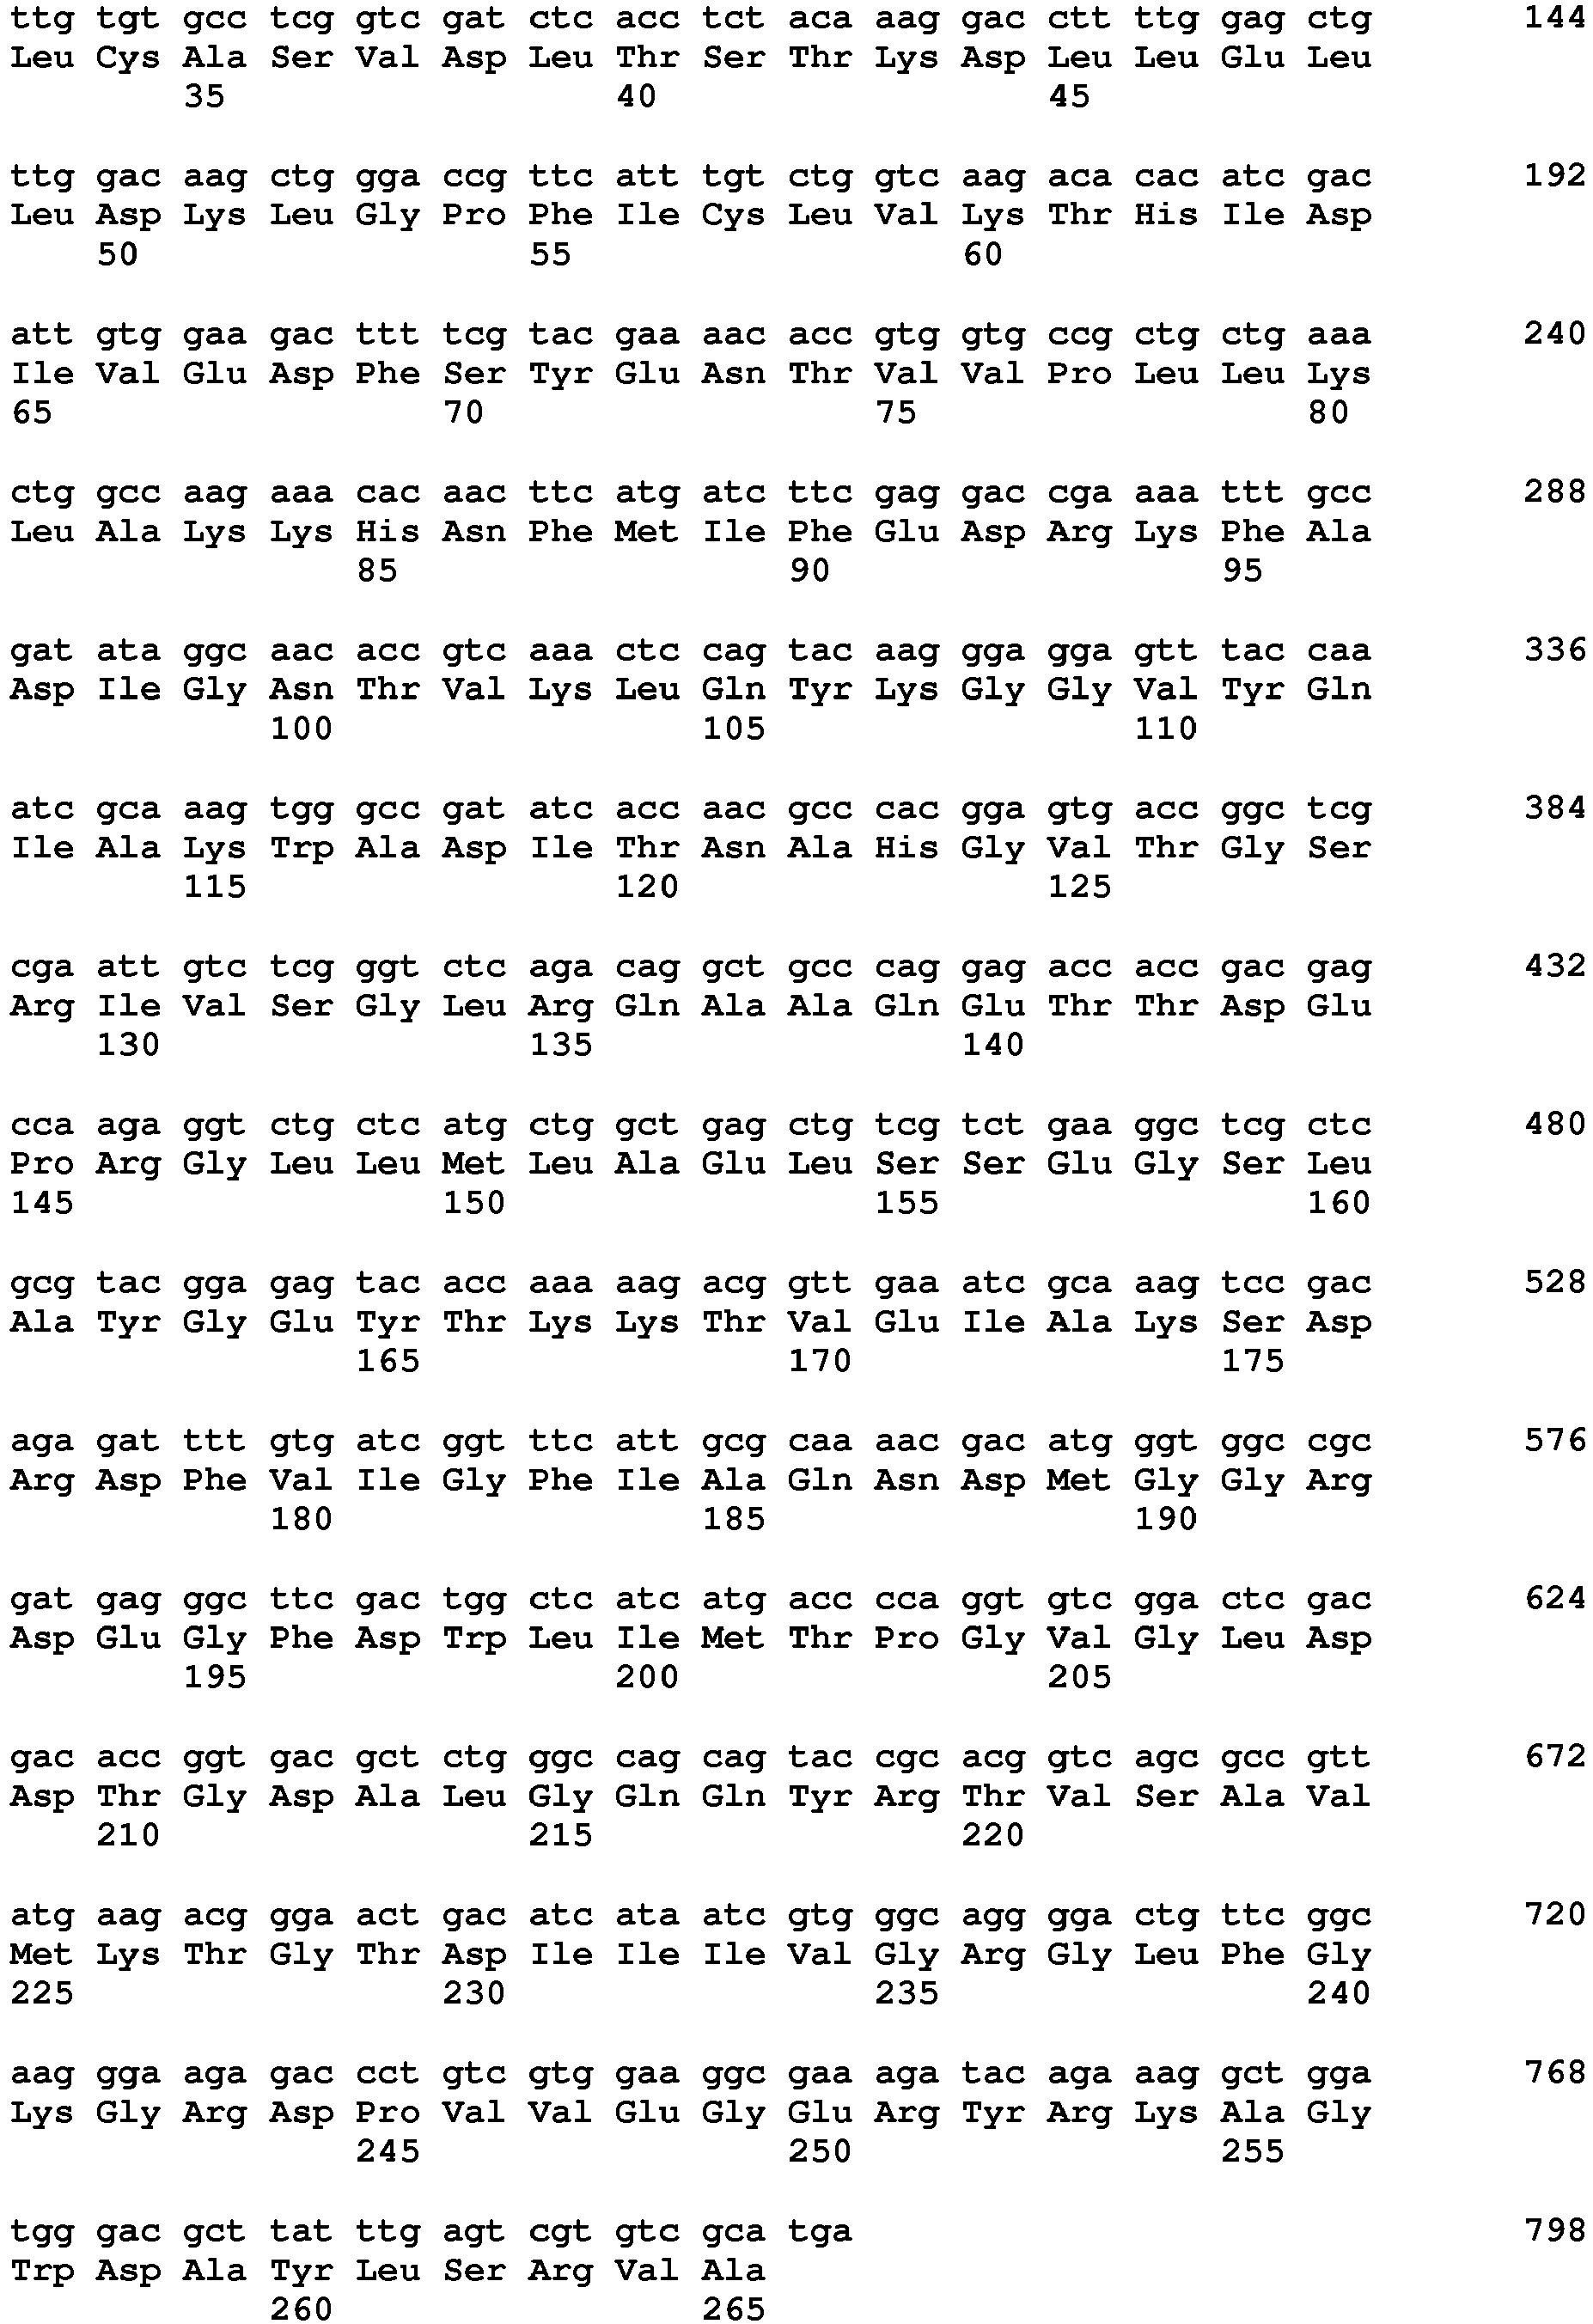 ttg tgt gcc tcg gtc gat ctc acc tct aca aag gac ctt ttg gag ctg 144
Leu Cys Ala Ser Val Asp Leu Thr Ser Thr Lys Asp Leu Leu Glu Leu
35 40 45
ttg gac aag ctg gga ccg ttc att tgt ctg gtc aag aca cac atc gac 192
Leu Asp Lys Leu Gly Pro Phe Ile Cys Leu Val Lys Thr His Ile Asp
50 55 60
att gtg gaa gac ttt tcg tac gaa aac acc gtg gtg ccg ctg ctg aaa 240
Ile Val Glu Asp Phe Ser Tyr Glu Asn Thr Val Val Pro Leu Leu Lys
65 70 75 80
ctg gcc aag aaa cac aac ttc atg atc ttc gag gac cga aaa ttt gcc 288
Leu Ala Lys Lys His Asn Phe Met Ile Phe Glu Asp Arg Lys Phe Ala
85 90 95
gat ata ggc aac acc gtc aaa ctc cag tac aag gga gga gtt tac caa 336
Asp Ile Gly Asn Thr Val Lys Leu Gln Tyr Lys Gly Gly Val Tyr Gln
100 105 110
atc gca aag tgg gcc gat atc acc aac gcc cac gga gtg acc ggc tcg 384
Ile Ala Lys Trp Ala Asp Ile Thr Asn Ala His Gly Val Thr Gly Ser
115 120 125
cga att gtc tcg ggt ctc aga cag gct gcc cag gag acc acc gac gag 432
Arg Ile Val Ser Gly Leu Arg Gln Ala Ala Gln Glu Thr Thr Asp Glu
130 135 140
cca aga ggt ctg ctc atg ctg gct gag ctg tcg tct gaa ggc tcg ctc 480
Pro Arg Gly Leu Leu Met Leu Ala Glu Leu Ser Ser Glu Gly Ser Leu
145 150 155 160
gcg tac gga gag tac acc aaa aag acg gtt gaa atc gca aag tcc gac 528
Ala Tyr Gly Glu Tyr Thr Lys Lys Thr Val Glu Ile Ala Lys Ser Asp
165 170 175
aga gat ttt gtg atc ggt ttc att gcg caa aac gac atg ggt ggc cgc 576
Arg Asp Phe Val Ile Gly Phe Ile Ala Gln Asn Asp Met Gly Gly Arg
180 185 190
gat gag ggc ttc gac tgg ctc atc atg acc cca ggt gtc gga ctc gac 624
Asp Glu Gly Phe Asp Trp Leu Ile Met Thr Pro Gly Val Gly Leu Asp
195 200 205
gac acc ggt gac gct ctg ggc cag cag tac cgc acg gtc agc gcc gtt 672
Asp Thr Gly Asp Ala Leu Gly Gln Gln Tyr Arg Thr Val Ser Ala Val
210 215 220
atg aag acg gga act gac atc ata atc gtg ggc agg gga ctg ttc ggc 720
Met Lys Thr Gly Thr Asp Ile Ile Ile Val Gly Arg Gly Leu Phe Gly
225 230 235 240
aag gga aga gac cct gtc gtg gaa ggc gaa aga tac aga aag gct gga 768
Lys Gly Arg Asp Pro Val Val Glu Gly Glu Arg Tyr Arg Lys Ala Gly
245 250 255
tgg gac gct tat ttg agt cgt gtc gca tga 798
Trp Asp Ala Tyr Leu Ser Arg Val Ala
260 265